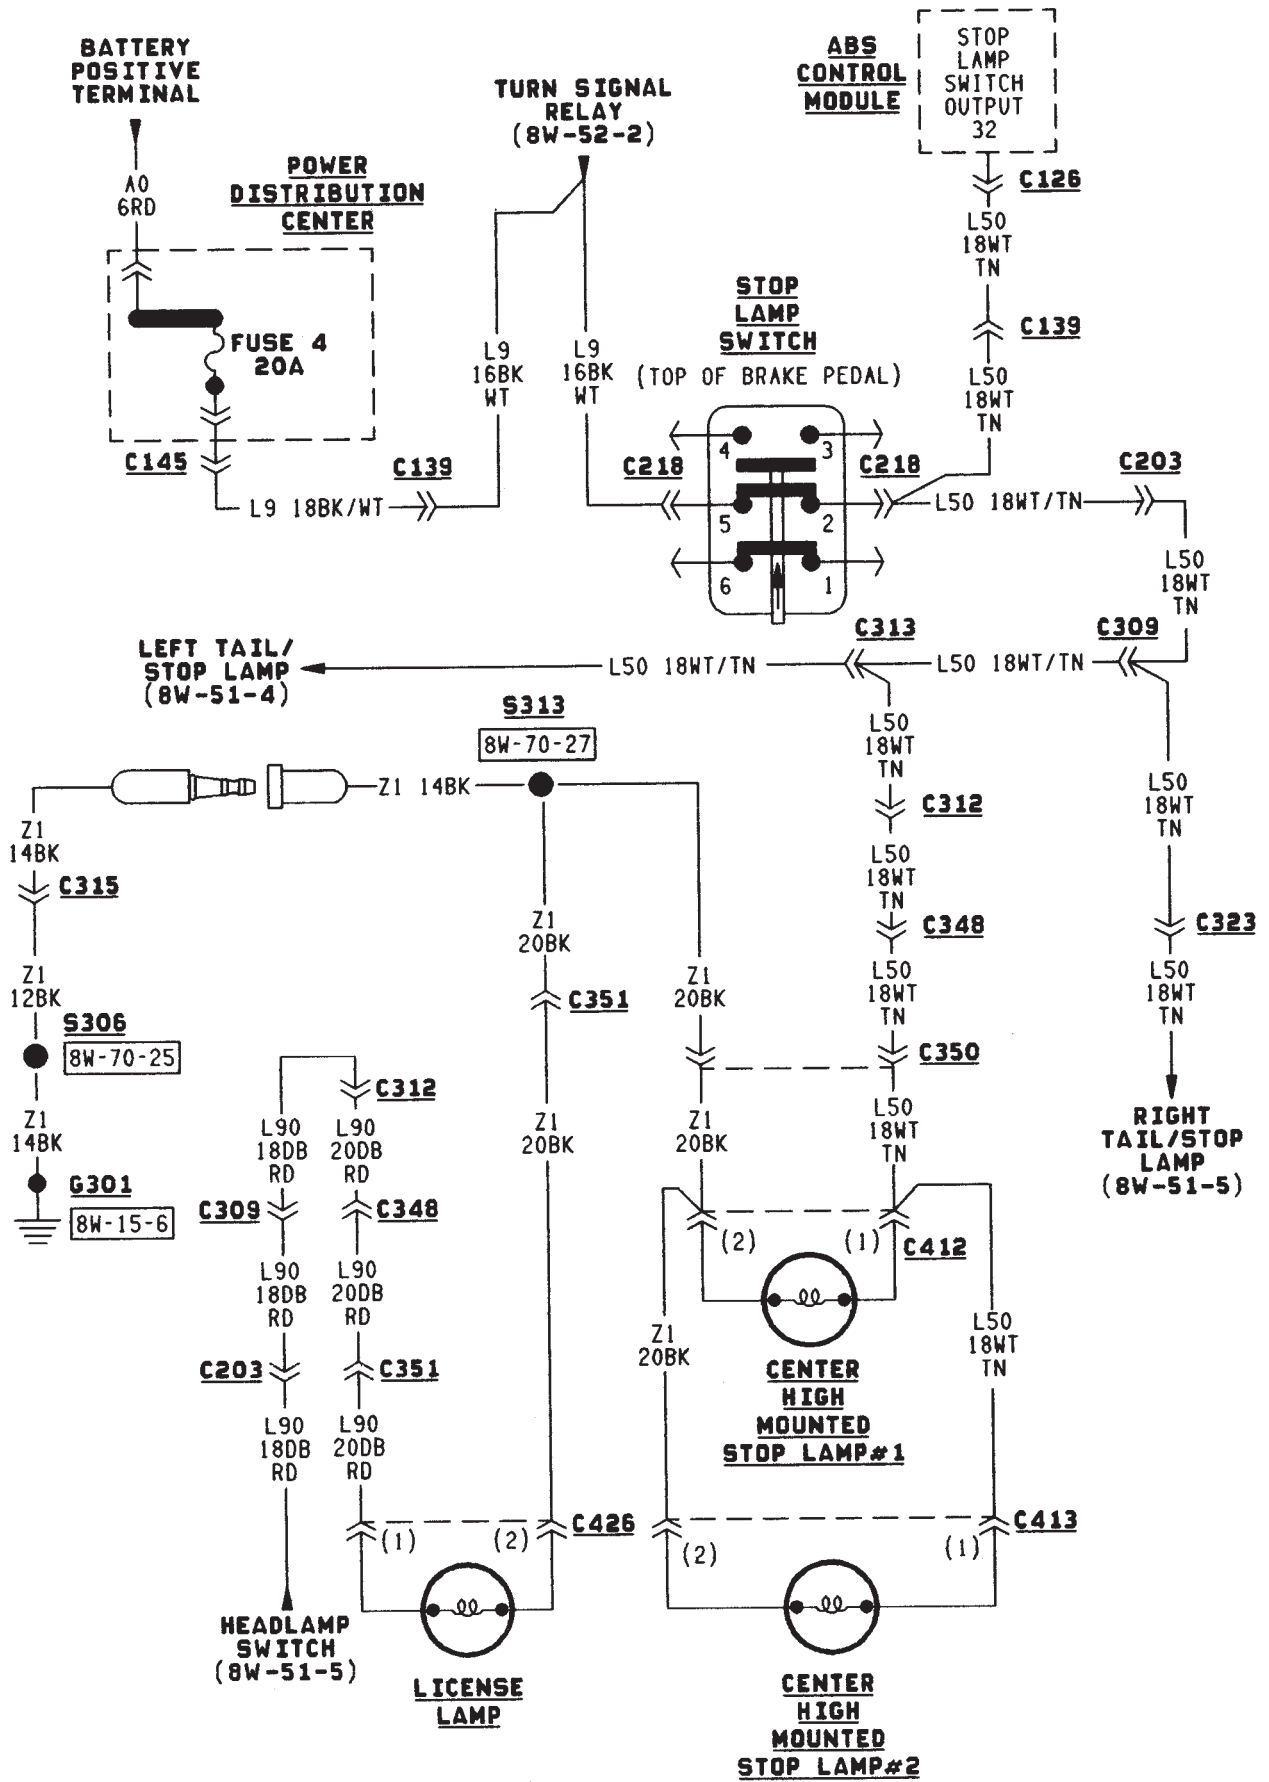 BATTERY
POSITIVE
TERMINAL
A0
6RD
POWER
DISTRIBUTION
CENTER
FUSE 4
20A
C145
L9 18BK/WT
C139
TURN SIGNAL
RELAY
(8W-52-2)
L9
16BK
WT
L9
16BK
WT
ABS
CONTROL
MODULE
STOP
LAMP
SWITCH
OUTPUT
32
C126
L50
18WT
TN
C139
L50
18WT
TN
STOP
LAMP
SWITCH
(TOP OF BRAKE PEDAL)
4
3
C218
C218
5
2
6
1
L50 18WT/TN
C203
L50
18WT
TN
LEFT TAIL/
STOP LAMP
(8W-51-4)
L50 18WT/TN
C313
L50 18WT/TN
C309
S313
8W-70-27
Z1 14BK
Z1
14BK
C315
Z1
12BK
S306
8W-70-25
Z1
14BK
G301
8W-15-6
Z1
20BK
C351
Z1
20BK
Z1
20BK
Z1
20BK
L50
18WT
TN
C312
L50
18WT
TN
C348
L50
18WT
TN
C350
L50
18WT
TN
L50
18WT
TN
C323
L50
18WT
TN
RIGHT
TAIL/STOP
LAMP
(8W-51-5)
C312
L90
18DB
RD
L90
20DB
RD
C309
C348
L90
18DB
RD
L90
20DB
RD
C203
C351
L90
18DB
RD
L90
20DB
RD
HEADLAMP
SWITCH
(8W-51-5)
(1)
(2)
C426
LICENSE
LAMP
(2)
(1)
C412
CENTER
HIGH
MOUNTED
STOP LAMP#1
Z1
20BK
L50
18WT
TN
(2)
(1)
C413
CENTER
HIGH
MOUNTED
STOP LAMP#2